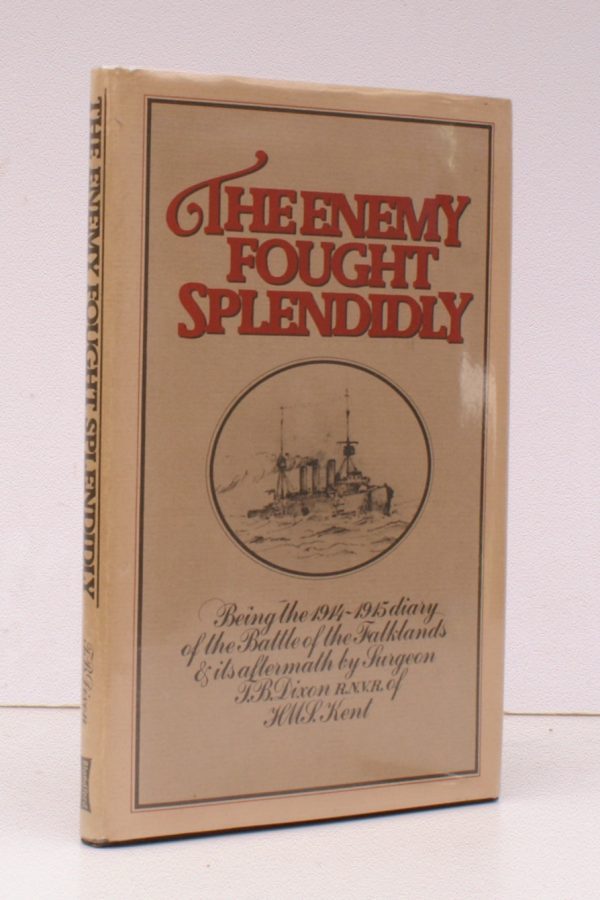 THE ENEMY
FOUGHT
SPLENDIDLY
Being the 1914~1915 diary
of the Battle of the Falklands
& its aftermath by Surgeon
T.B. Dixon R.N.V.R. of
H.M.S. Kent
THE ENEMY FOUGHT SPLENDIDLY
T.B. Dixon